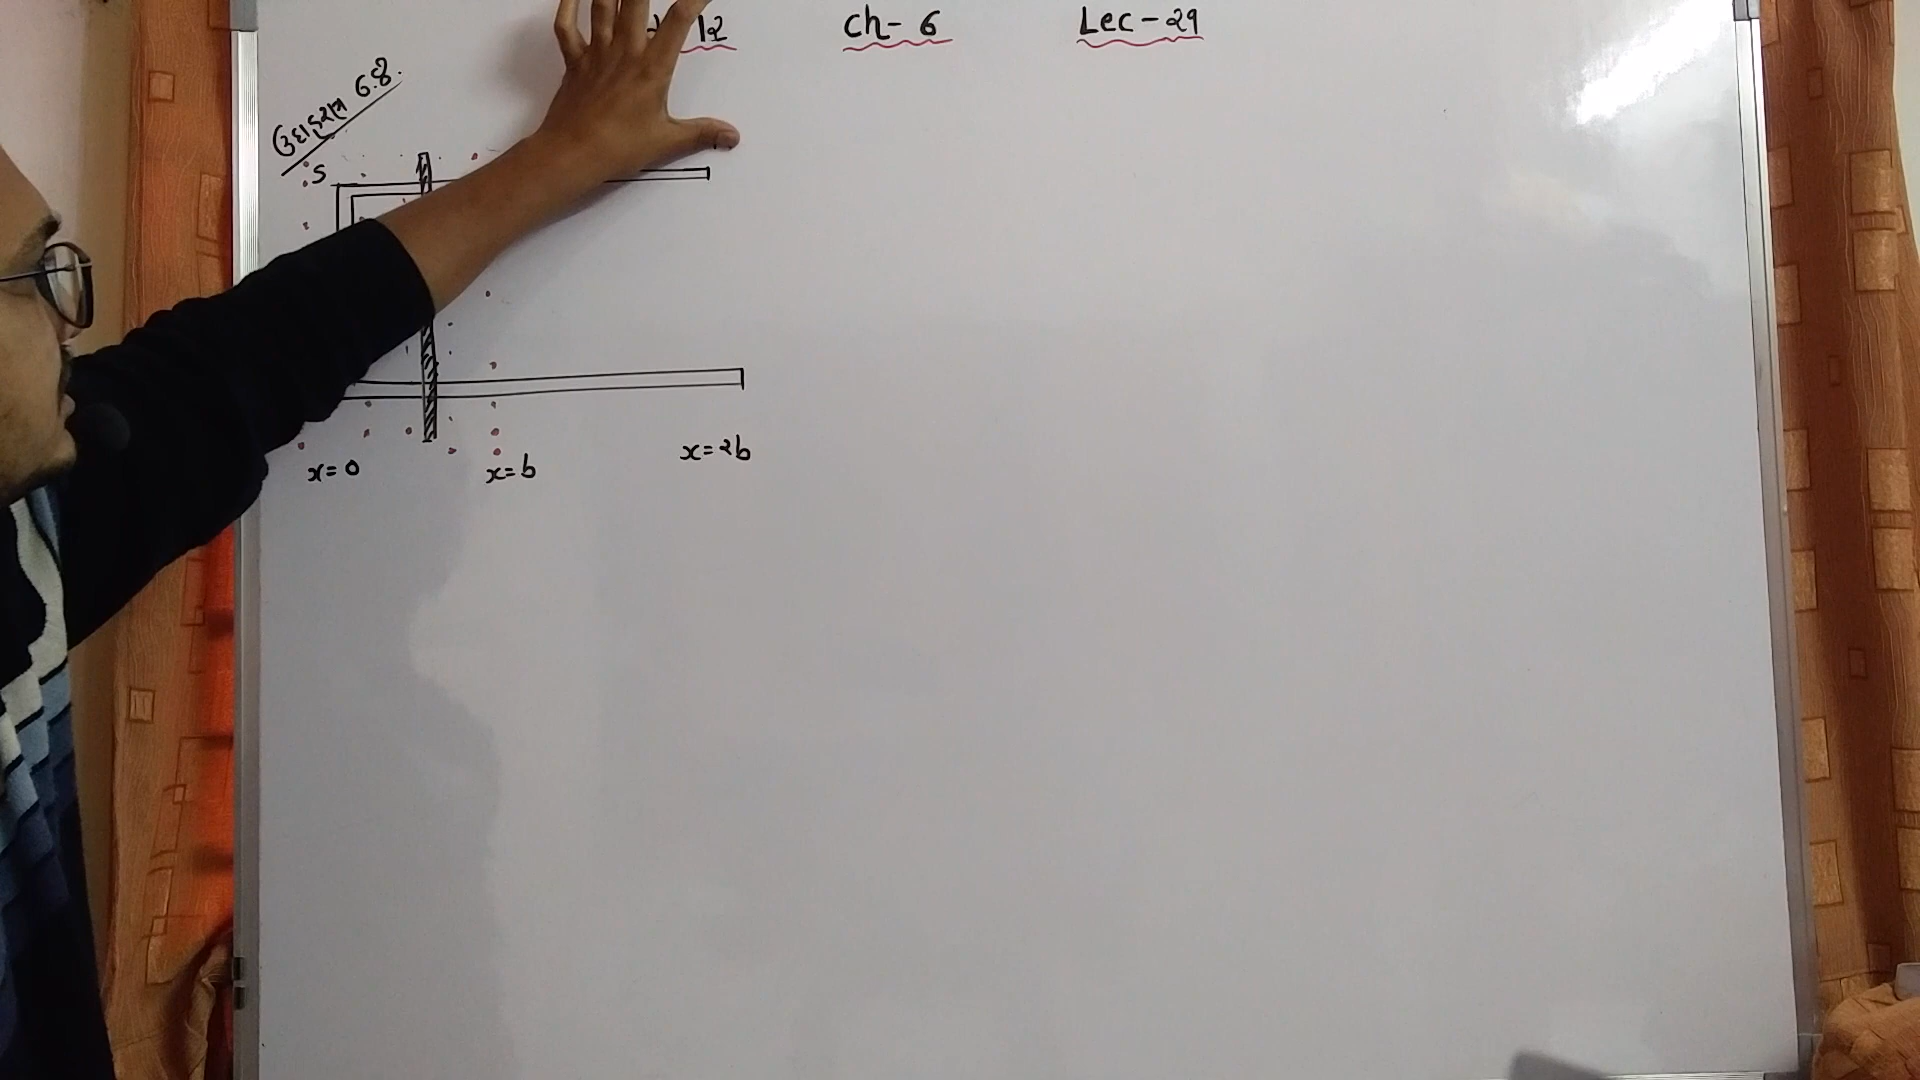 12 Ch- 6 Lec - 29
ઉદાહરણ 6.8.
S
x = 0 x = b x = 2b